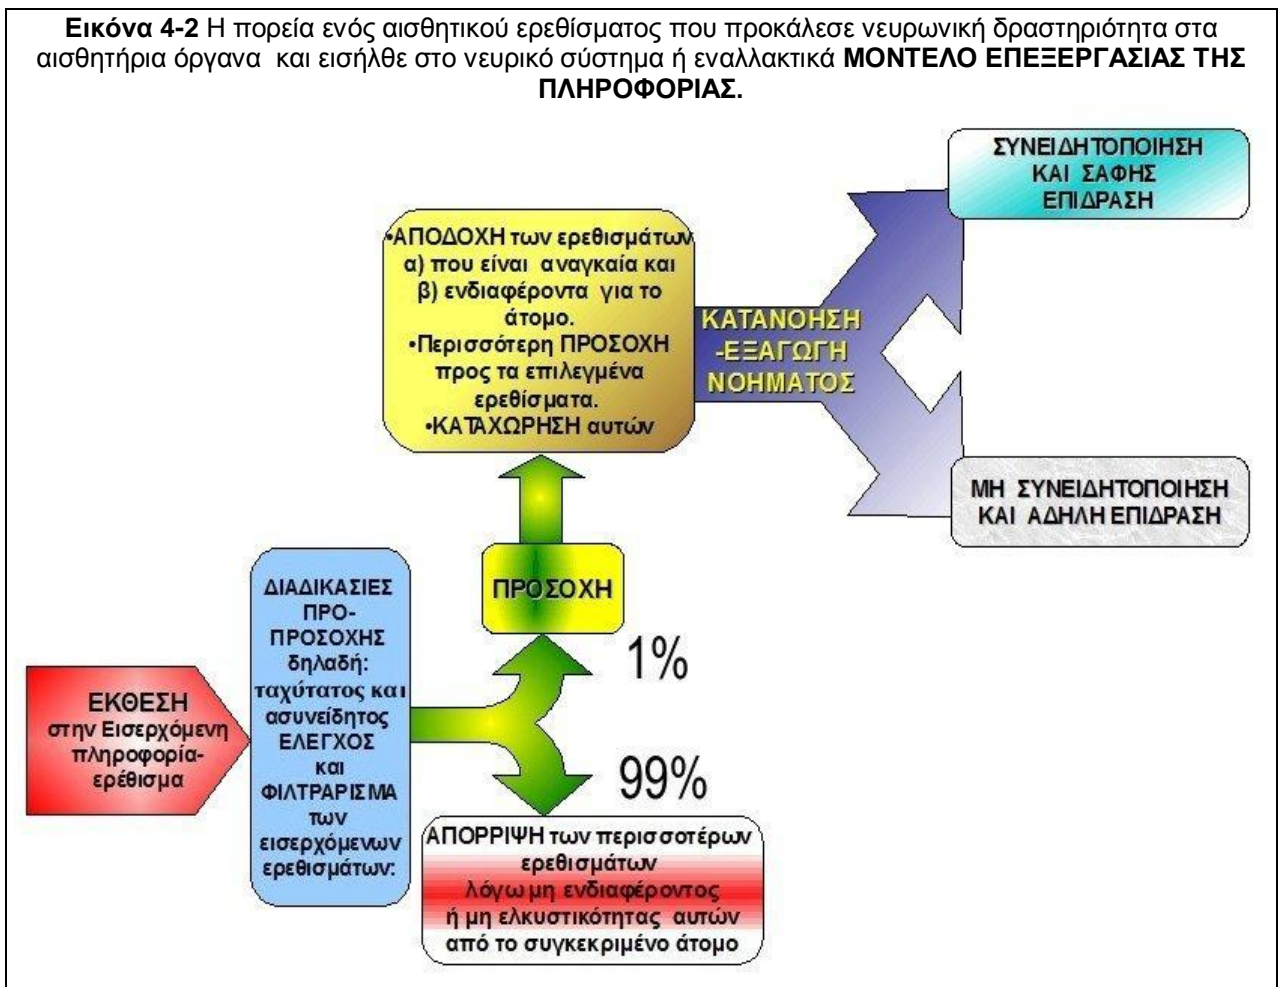 Εικόνα 4-2 Η πορεία ενός αισθητικού ερεθίσματος που προκάλεσε νευρωνική δραστηριότητα στα
αισθητήρια όργανα και εισήλθε στο νευρικό σύστημα ή εναλλακτικά ΜΟΝΤΕΛΟ ΕΠΕΞΕΡΓΑΣΙΑΣ ΤΗΣ
ΠΛΗΡΟΦΟΡΙΑΣ.
ΕΚΘΕΣΗ
στην Εισερχόμενη
πληροφορία-
ερέθισμα
ΔΙΑΔΙΚΑΣΙΕΣ
ΠΡΟ-
ΠΡΟΣΟΧΗΣ
δηλαδή:
ταχύτατος και
ασυνείδητος
ΕΛΕΓΧΟΣ
και
ΦΙΛΤΡΑΡΙΣΜΑ
των
εισερχόμενων
ερεθισμάτων:
1%
99%
ΠΡΟΣΟΧΗ
ΑΠΟΡΡΙΨΗ των περισσοτέρων
ερεθισμάτων
λόγω μη ενδιαφέροντος
ή μη ελκυστικότητας αυτών
από το συγκεκριμένο άτομο
•ΑΠΟΔΟΧΗ των ερεθισμάτων
α) που είναι αναγκαία και
β) ενδιαφέροντα για το
άτομο.
•Περισσότερη ΠΡΟΣΟΧΗ
προς τα επιλεγμένα
ερεθίσματα.
•ΚΑΤΑΧΩΡΗΣΗ αυτών
ΚΑΤΑΝΟΗΣΗ
-ΕΞΑΓΩΓΗ
ΝΟΗΜΑΤΟΣ
ΣΥΝΕΙΔΗΤΟΠΟΙΗΣΗ
ΚΑΙ ΣΑΦΗΣ
ΕΠΙΔΡΑΣΗ
ΜΗ ΣΥΝΕΙΔΗΤΟΠΟΙΗΣΗ
ΚΑΙ ΑΔΗΛΗ ΕΠΙΔΡΑΣΗ